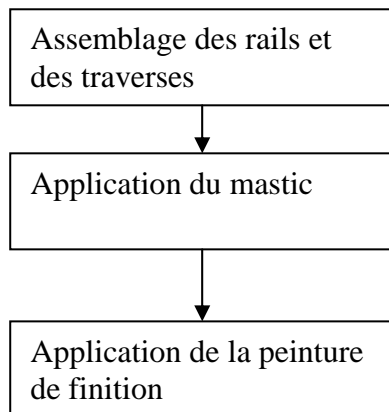 Assemblage des rails et
des traverses
Application du mastic
Application de la peinture
de finition